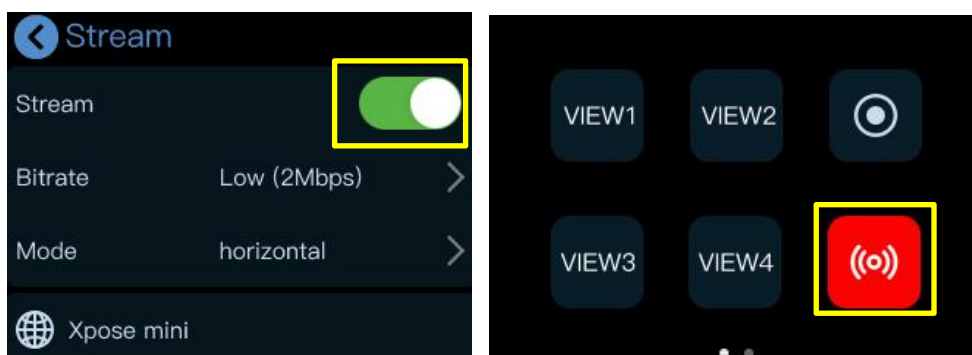 Stream
Stream
Bitrate Low (2Mbps)
Mode horizontal
Xpose mini
VIEW1 VIEW2
VIEW3 VIEW4